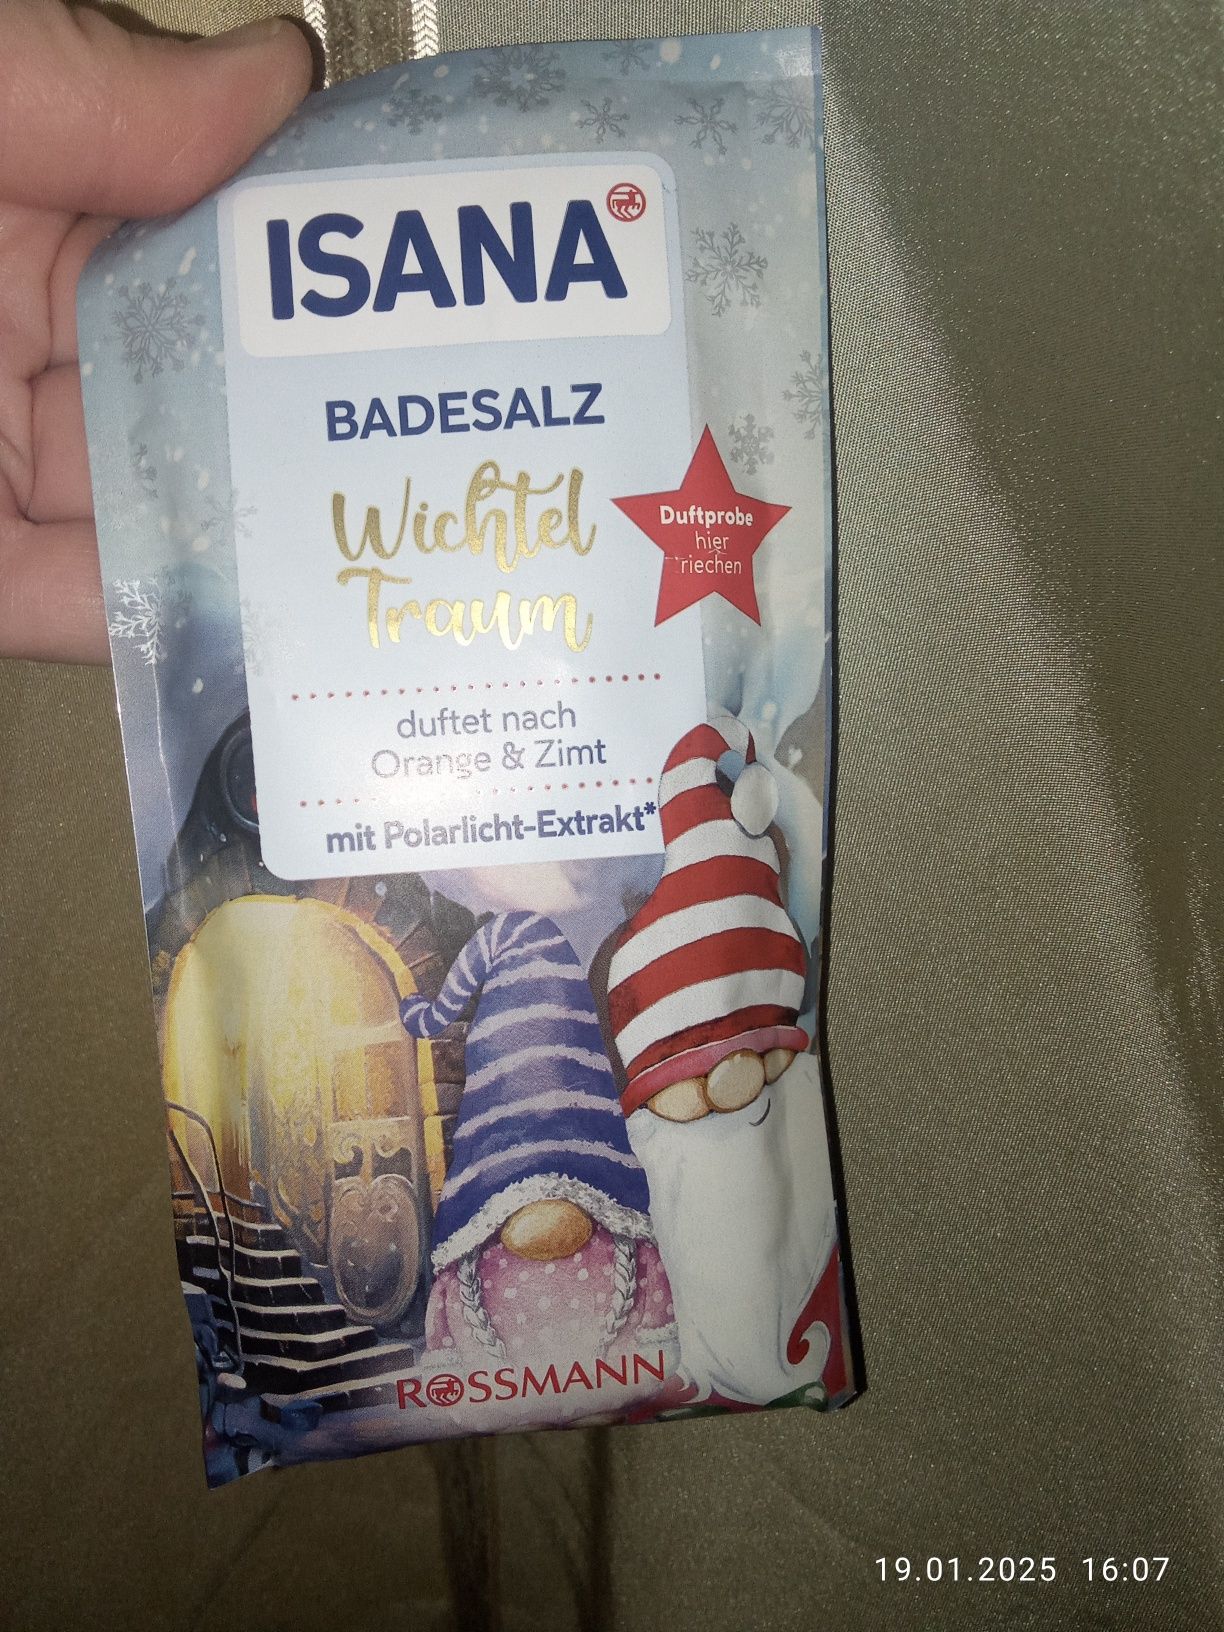 ISANA
BADESALZ
Wichtel
Traum
Duftprobe
hier
riechen
duftet nach
Orange & Zimt
mit Polarlicht-Extrakt*
ROSSMANN
19.01.2025 16:07